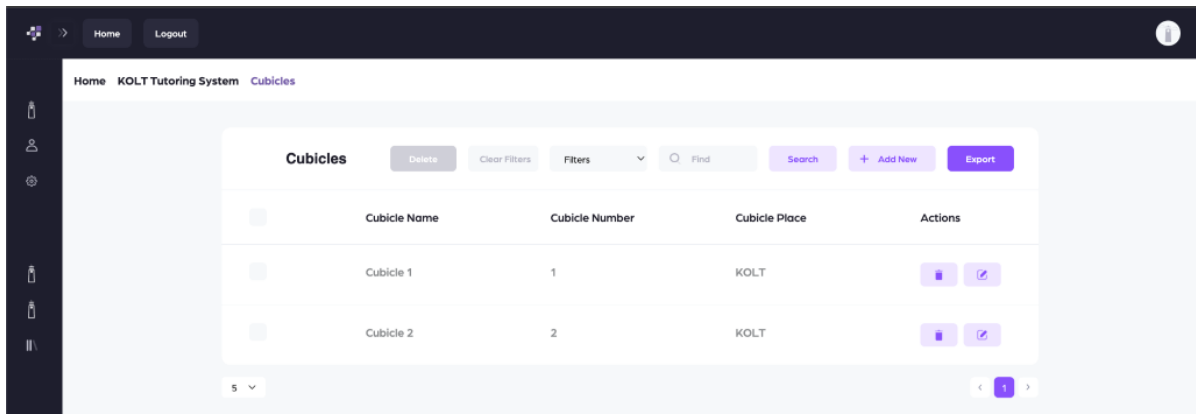 Home Logout
Home KOLT Tutoring System Cubicles
Cubicles Delete Clear Filters Filters Find Search + Add New Export
Cubicle Name Cubicle Number Cubicle Place Actions
Cubicle 1 1 KOLT
Cubicle 2 2 KOLT
5 1